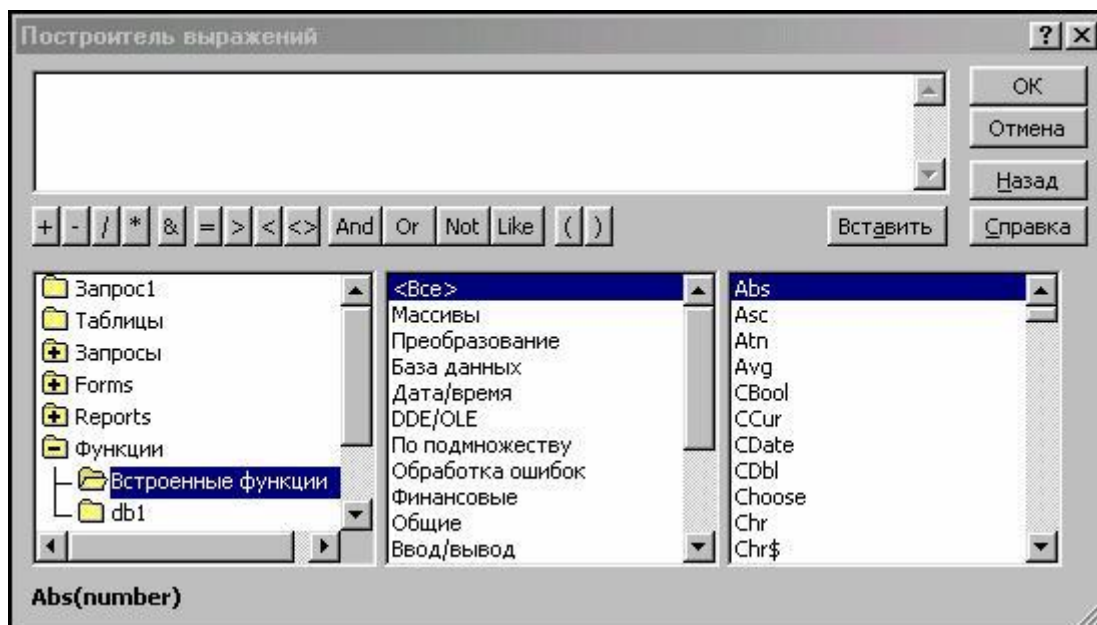 Построитель выражений
?
OK
Отмена
Назад
+ - / * & = > < <> And Or Not Like ( ) Вставить Справка
Запрос1
Таблицы
Запросы
Forms
Reports
Функции
Встроенные функции
db1
<Все>
Массивы
Преобразование
База данных
Дата/время
DDE/OLE
По подмножеству
Обработка ошибок
Финансовые
Общие
Ввод/вывод
Abs
Asc
Atn
Avg
CBool
CCur
CDate
CDbl
Choose
Chr
Chr$
Abs(number)